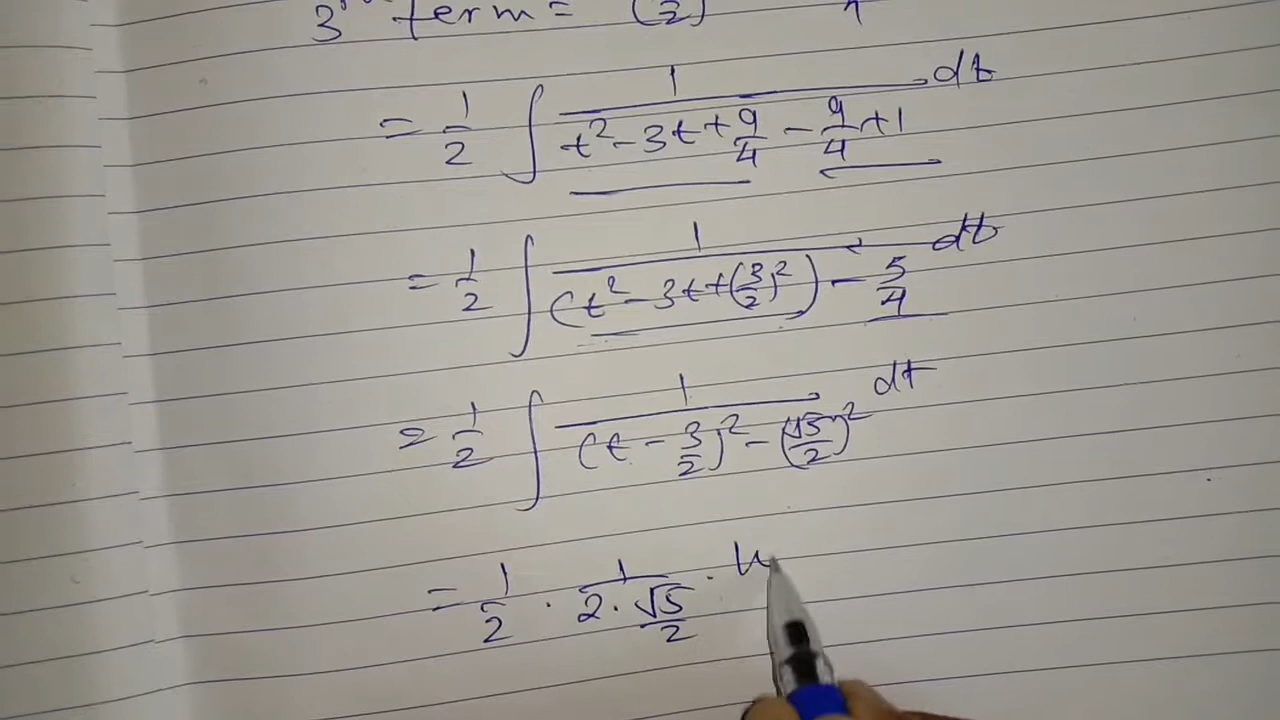 3rd term = (3/2)
= 1/2 ∫ 1/(t² - 3t + 9/4 - 9/4 + 1) dt
= 1/2 ∫ 1/((t² - 3t + (3/2)²) - 5/4) dt
= 1/2 ∫ 1/((t - 3/2)² - (√5/2)²) dt
= 1/2 · 1/(2 · √5/2) ·